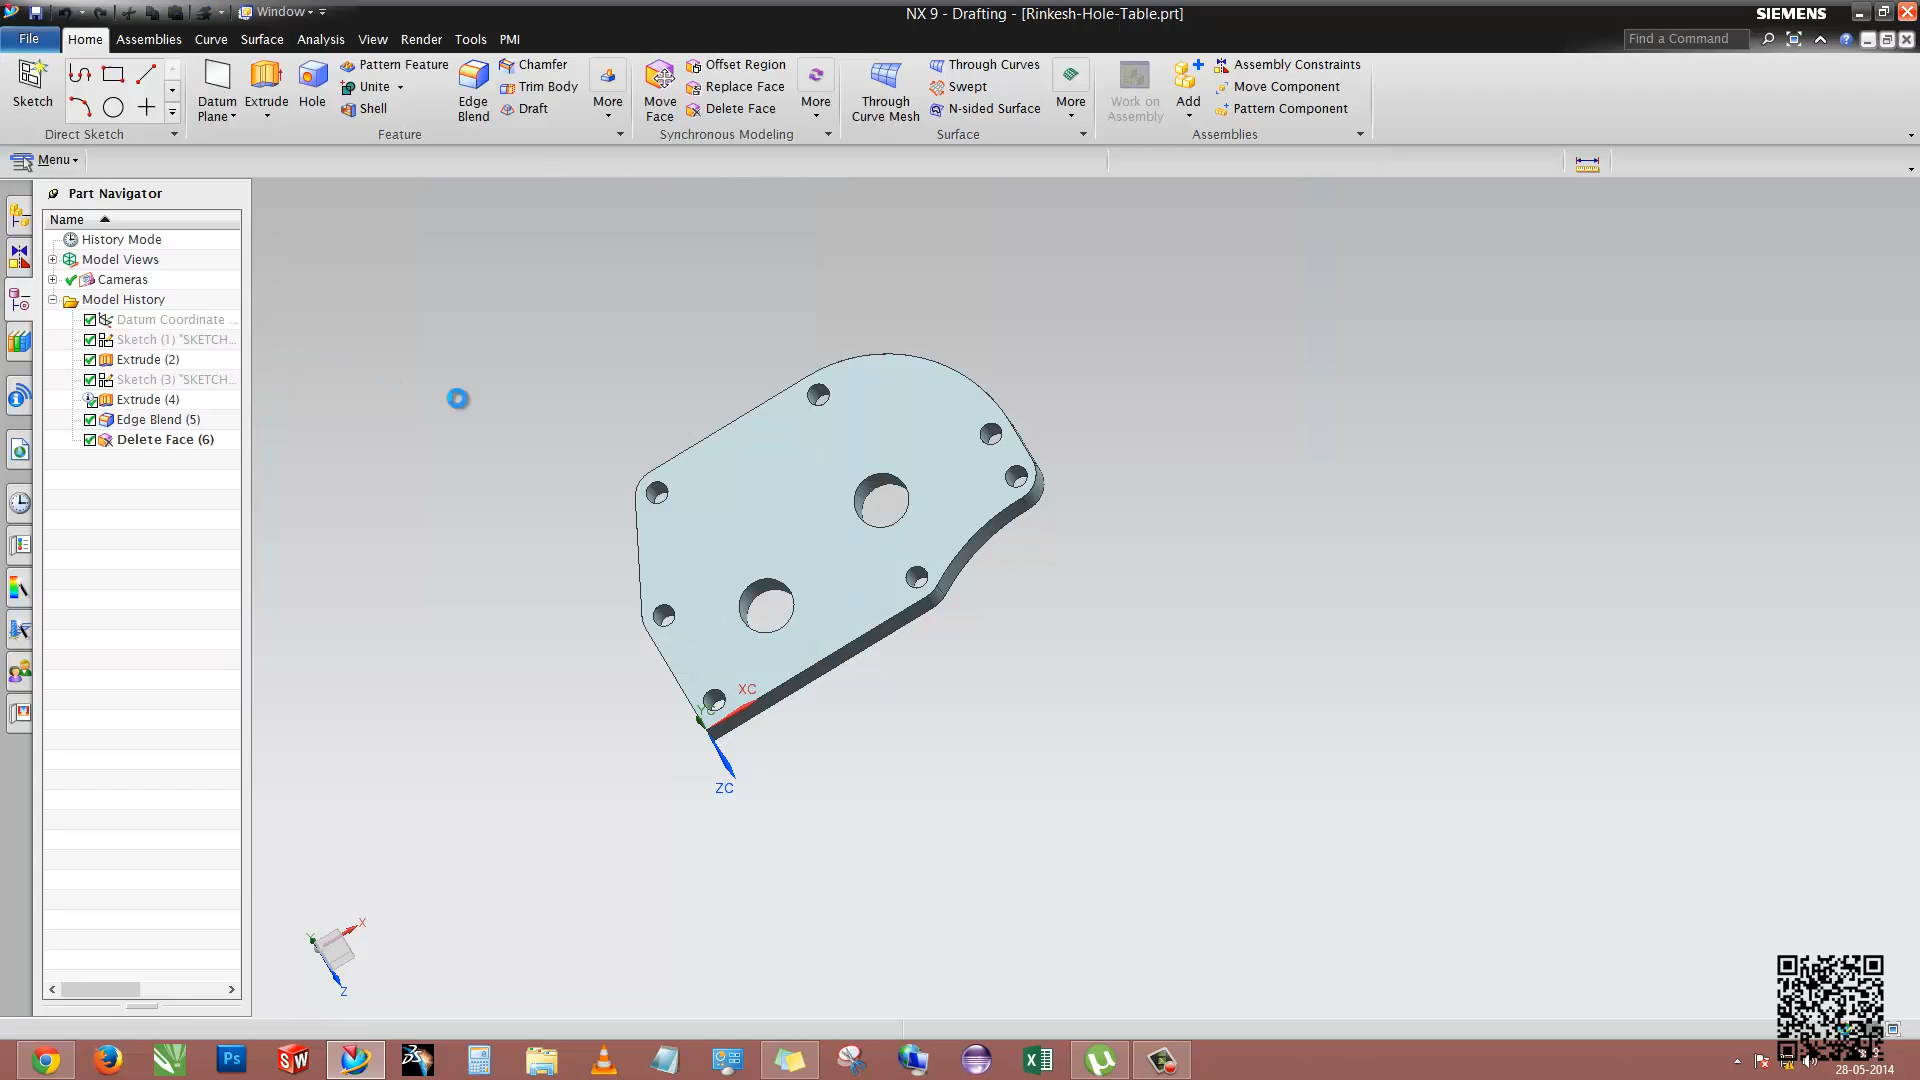 Window
NX 9 - Drafting - [Rinkesh-Hole-Table.prt]
SIEMENS
File Home Assemblies Curve Surface Analysis View Render Tools PMI
Find a Command
Sketch
Direct Sketch
Datum Plane
Extrude
Hole
Pattern Feature
Unite
Shell
Edge Blend
Chamfer
Trim Body
Draft
More
Feature
Move Face
Offset Region
Replace Face
Delete Face
More
Synchronous Modeling
Through Curve Mesh
Through Curves
Swept
N-sided Surface
More
Surface
Work on Assembly
Add
Assembly Constraints
Move Component
Pattern Component
Assemblies
Menu
Part Navigator
Name
History Mode
Model Views
Cameras
Model History
Datum Coordinate ...
Sketch (1) "SKETCH...
Extrude (2)
Sketch (3) "SKETCH...
Extrude (4)
Edge Blend (5)
Delete Face (6)
XC
YC
ZC
X
Y
Z
Ps
SW
28-05-2014